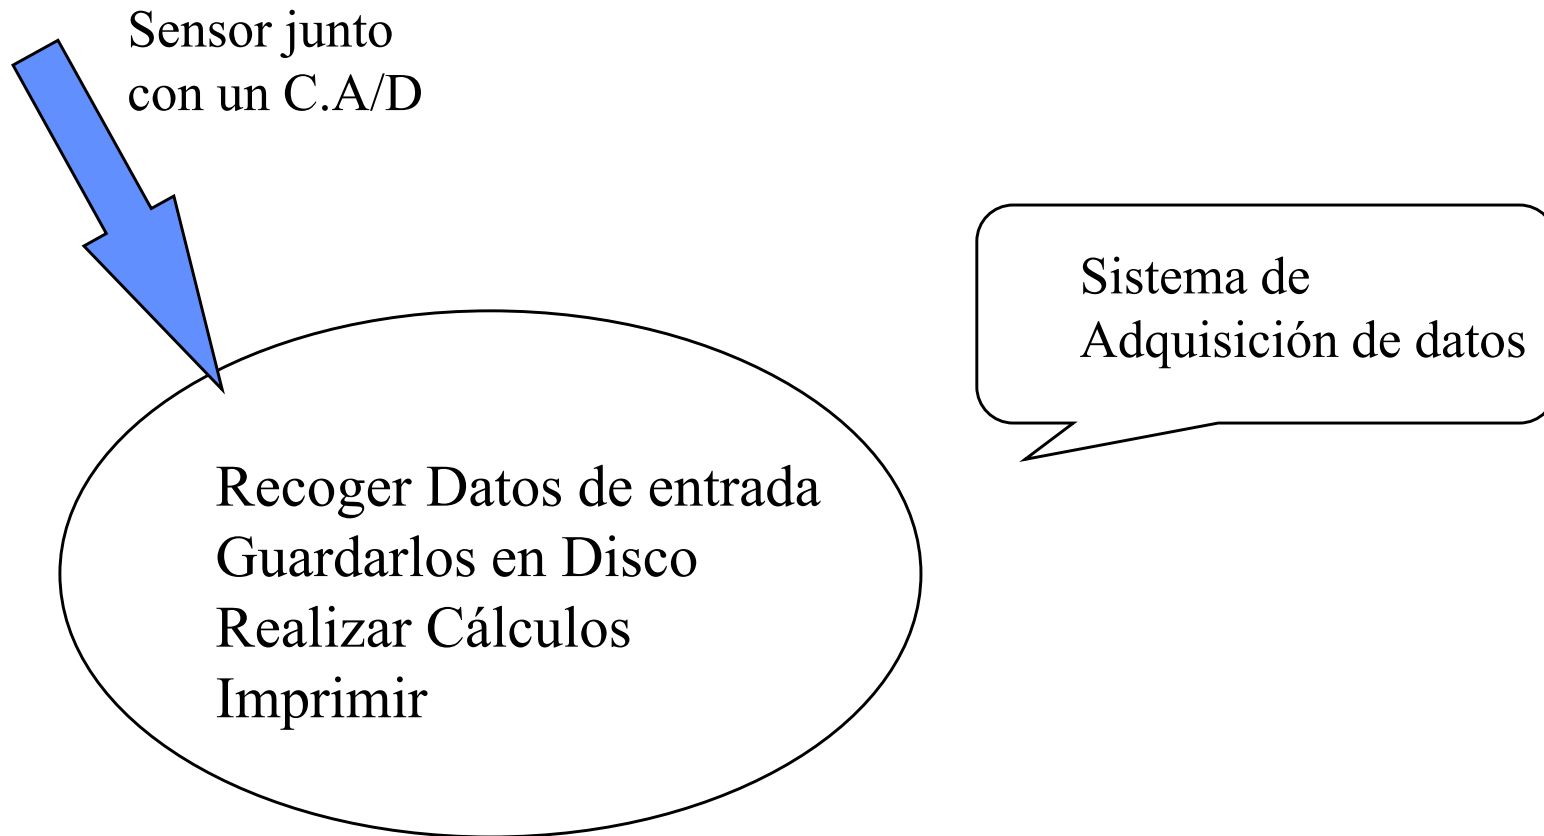 Sensor junto
con un C.A/D
Sistema de
Adquisición de datos
Recoger Datos de entrada
Guardarlos en Disco
Realizar Cálculos
Imprimir